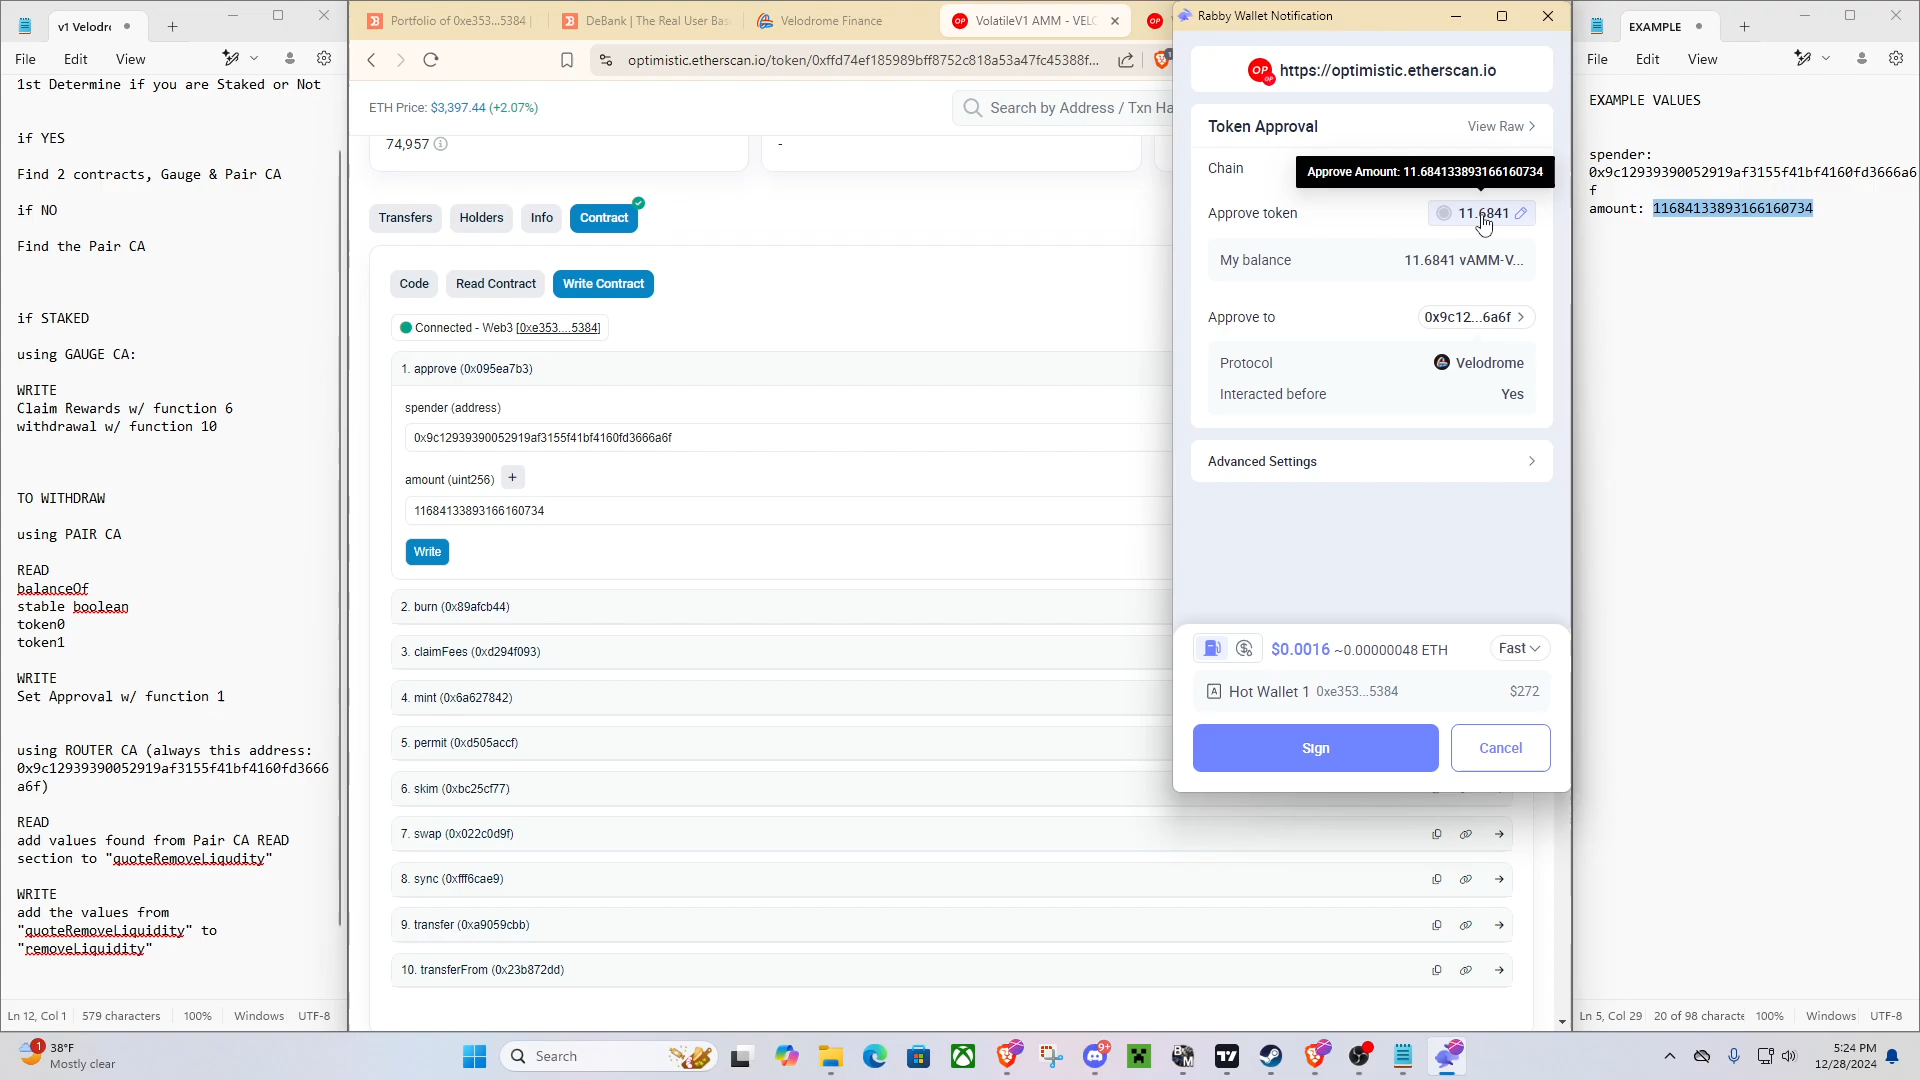 v1 Velodr
File Edit View
1st Determine if you are Staked or Not
if YES
Find 2 contracts, Gauge & Pair CA
if NO
Find the Pair CA
if STAKED
using GAUGE CA:
WRITE
Claim Rewards w/ function 6
withdrawal w/ function 10
TO WITHDRAW
using PAIR CA
READ
balanceOf
stable boolean
token0
token1
WRITE
Set Approval w/ function 1
using ROUTER CA (always this address:
0x9c12939390052919af3155f41bf4160fd3666
a6f)
READ
add values found from Pair CA READ
section to "quoteRemoveLiqudity"
WRITE
add the values from
"quoteRemoveLiquidity" to
"removeLiquidity"
Ln 12, Col 1 579 characters 100% Windows UTF-8
Portfolio of 0xe353...5384
DeBank | The Real User Bas
Velodrome Finance
VolatileV1 AMM - VELO
optimistic.etherscan.io/token/0xffd74ef185989bff8752c818a53a47fc45388f...
ETH Price: $3,397.44 (+2.07%)
Search by Address / Txn Ha
74,957
-
Transfers Holders Info Contract
Code Read Contract Write Contract
Connected - Web3 [0xe353....5384]
1. approve (0x095ea7b3)
spender (address)
0x9c12939390052919af3155f41bf4160fd3666a6f
amount (uint256) +
11684133893166160734
Write
2. burn (0x89afcb44)
3. claimFees (0xd294f093)
4. mint (0x6a627842)
5. permit (0xd505accf)
6. skim (0xbc25cf77)
7. swap (0x022c0d9f)
8. sync (0xfff6cae9)
9. transfer (0xa9059cbb)
10. transferFrom (0x23b872dd)
Rabby Wallet Notification
OP https://optimistic.etherscan.io
Token Approval View Raw
Chain
Approve Amount: 11.684133893166160734
Approve token 11.6841
My balance 11.6841 vAMM-V...
Approve to 0x9c12...6a6f
Protocol Velodrome
Interacted before Yes
Advanced Settings
$0.0016 ~0.00000048 ETH Fast
Hot Wallet 1 0xe353...5384 $272
Sign Cancel
EXAMPLE
File Edit View
EXAMPLE VALUES
spender:
0x9c12939390052919af3155f41bf4160fd3666a6
f
amount: 11684133893166160734
Ln 5, Col 29 20 of 98 characte 100% Windows UTF-8
1
38°F
Mostly clear
Search
9+
5:24 PM
12/28/2024